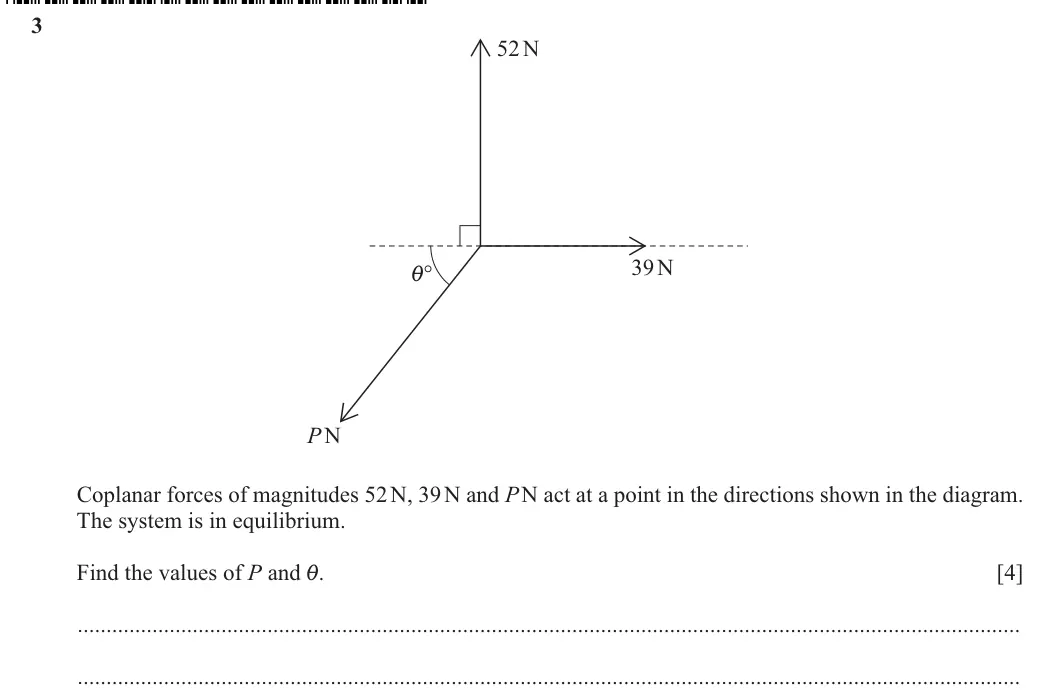 3
52 N
39 N
θ°
P N
Coplanar forces of magnitudes 52 N, 39 N and P N act at a point in the directions shown in the diagram.
The system is in equilibrium.
Find the values of P and θ. [4]